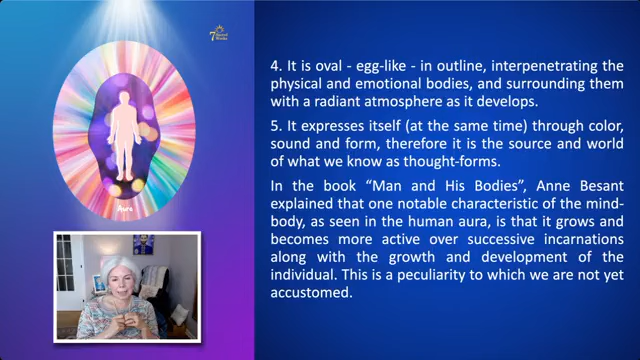 7
Sacred
Works
4. It is oval - egg-like - in outline, interpenetrating the
physical and emotional bodies, and surrounding them
with a radiant atmosphere as it develops.
5. It expresses itself (at the same time) through color,
sound and form, therefore it is the source and world
of what we know as thought-forms.
In the book “Man and His Bodies”, Anne Besant
explained that one notable characteristic of the mind-
body, as seen in the human aura, is that it grows and
becomes more active over successive incarnations
along with the growth and development of the
individual. This is a peculiarity to which we are not yet
accustomed.
Aura